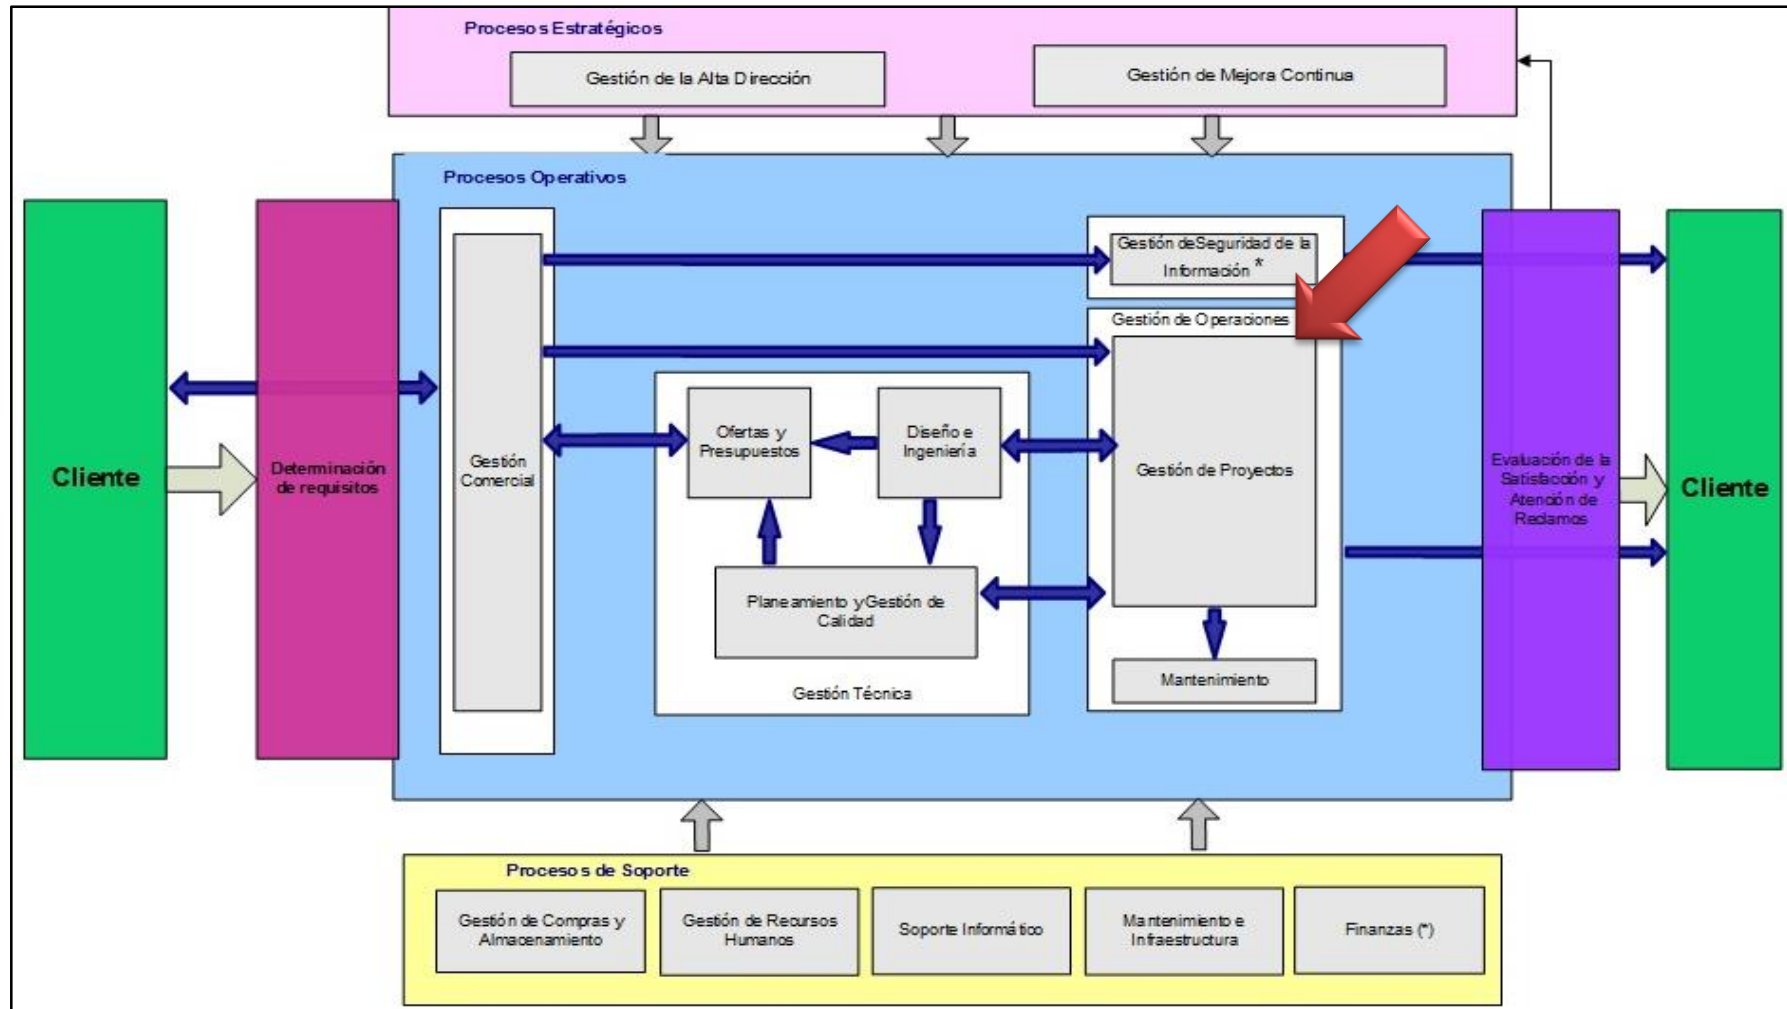 Procesos Estratégicos
Gestión de la Alta Dirección
Gestión de Mejora Continua
Procesos Operativos
Cliente
Determinación
de requisitos
Gestión
Comercial
Gestión deSeguridad de la
Información *
Gestión de Operaciones
Gestión de Proyectos
Mantenimiento
Ofertas y
Presupuestos
Diseño e
Ingeniería
Planeamiento yGestión de
Calidad
Gestión Técnica
Evaluación de la
Satisfacción y
Atención de
Reclamos
Cliente
Procesos de Soporte
Gestión de Compras y
Almacenamiento
Gestión de Recursos
Humanos
Soporte Informático
Mantenimiento e
Infraestructura
Finanzas (*)